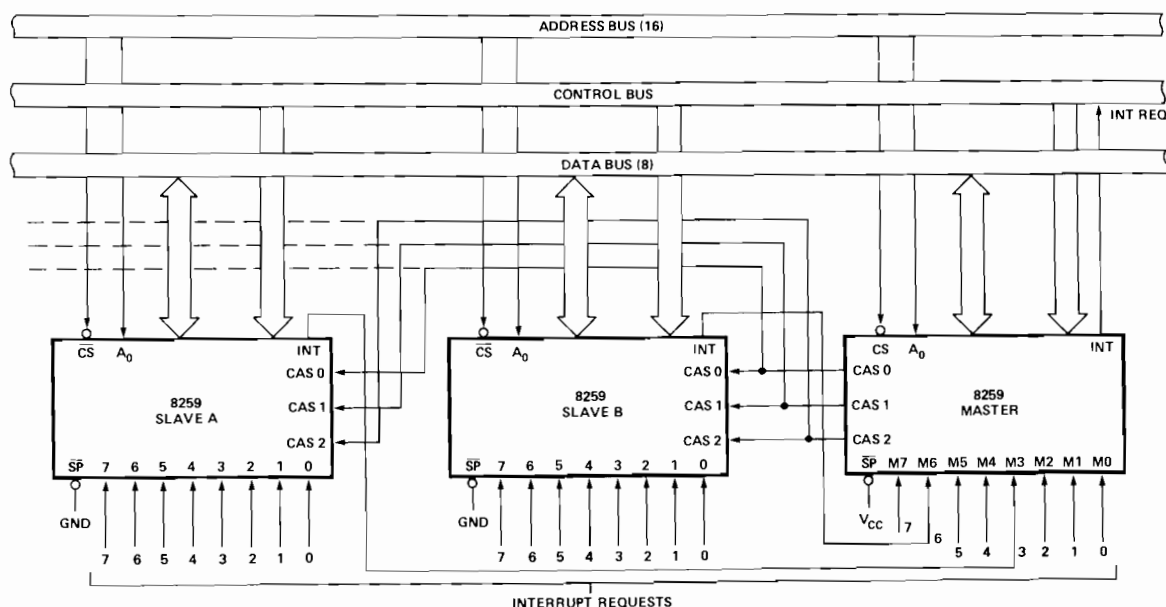 ADDRESS BUS (16)
CONTROL BUS
INT REQ
DATA BUS (8)
CS A0 INT
CAS 0
8259
SLAVE A
CAS 1
CAS 2
SP 7 6 5 4 3 2 1 0
GND
7 6 5 4 3 2 1 0
CS A0 INT
CAS 0
8259
SLAVE B
CAS 1
CAS 2
SP 7 6 5 4 3 2 1 0
GND
7 6 5 4 3 2 1 0
CS A0 INT
CAS 0
CAS 1
8259
MASTER
CAS 2
SP M7 M6 M5 M4 M3 M2 M1 M0
VCC
7 6 5 4 3 2 1 0
INTERRUPT REQUESTS